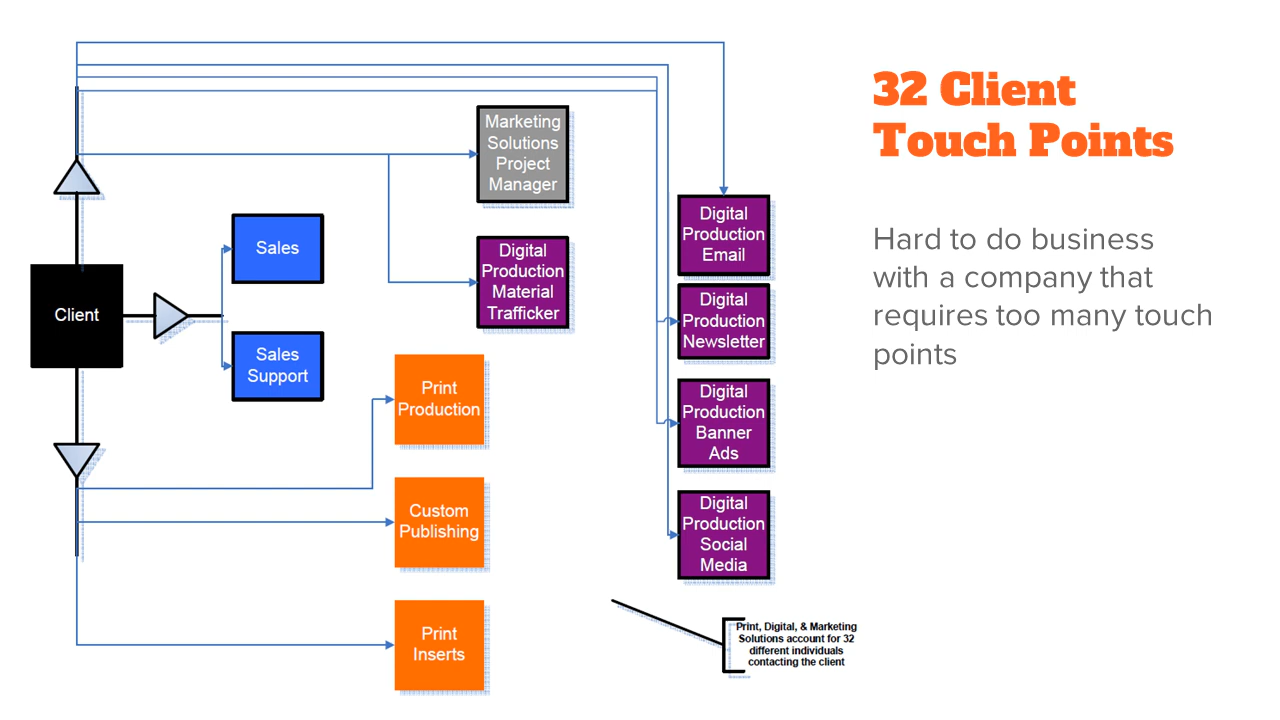 32 Client
Touch Points
Hard to do business
with a company that
requires too many touch
points
Marketing
Solutions
Project
Manager
Digital
Production
Email
Sales
Digital
Production
Material
Trafficker
Client
Digital
Production
Newsletter
Sales
Support
Print
Production
Digital
Production
Banner
Ads
Custom
Publishing
Digital
Production
Social
Media
Print
Inserts
Print, Digital, & Marketing
Solutions account for 32
different individuals
contacting the client